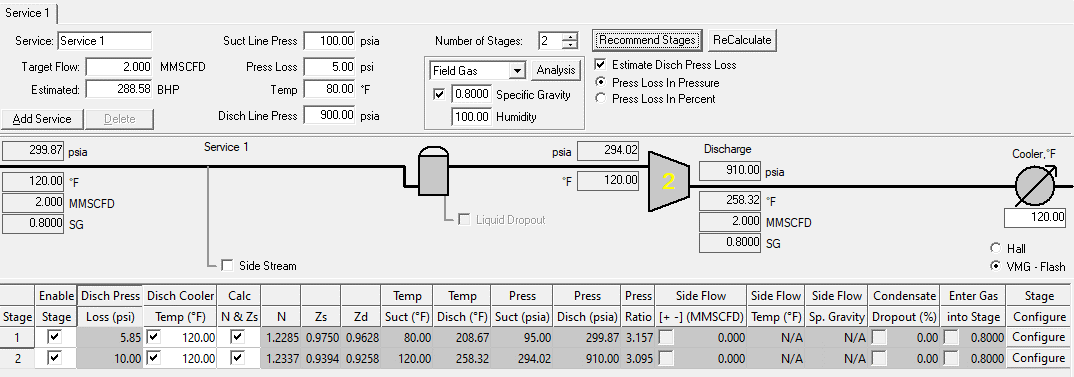 Service 1
Service: Service 1 Suct Line Press 100.00 psia Number of Stages: 2 Recommend Stages ReCalculate
Target Flow: 2.000 MMSCFD Press Loss 5.00 psi Field Gas Analysis Estimate Disch Press Loss
Estimated: 288.58 BHP Temp 80.00 °F 0.8000 Specific Gravity Press Loss In Pressure
Add Service Delete Disch Line Press 900.00 psia 100.00 Humidity Press Loss In Percent
299.87 psia Service 1 psia 294.02 Discharge Cooler,°F
120.00 °F °F 120.00 2 910.00 psia
2.000 MMSCFD 258.32 °F
0.8000 SG Liquid Dropout 2.000 MMSCFD 120.00
0.8000 SG
Side Stream Hall
VMG - Flash
Enable Disch Press Disch Cooler Calc Temp Temp Press Press Press Side Flow Side Flow Side Flow Condensate Enter Gas Stage
Stage Stage Loss (psi) Temp (°F) N & Zs N Zs Zd Suct (°F) Disch (°F) Suct (psia) Disch (psia) Ratio [+ -] (MMSCFD) Temp (°F) Sp. Gravity Dropout (%) into Stage Configure
1 5.85 120.00 1.2285 0.9750 0.9628 80.00 208.67 95.00 299.87 3.157 0.000 N/A N/A 0.00 0.8000 Configure
2 10.00 120.00 1.2337 0.9394 0.9258 120.00 258.32 294.02 910.00 3.095 0.000 N/A N/A 0.00 0.8000 Configure